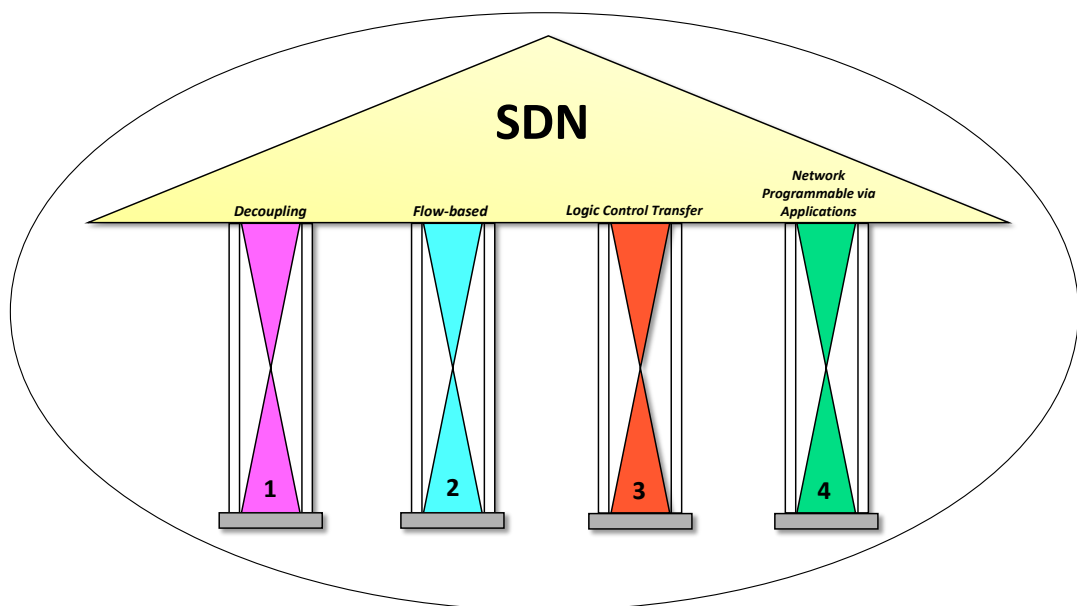 SDN
Decoupling
Flow-based
Logic Control Transfer
Network
Programmable via
Applications
1
2
3
4